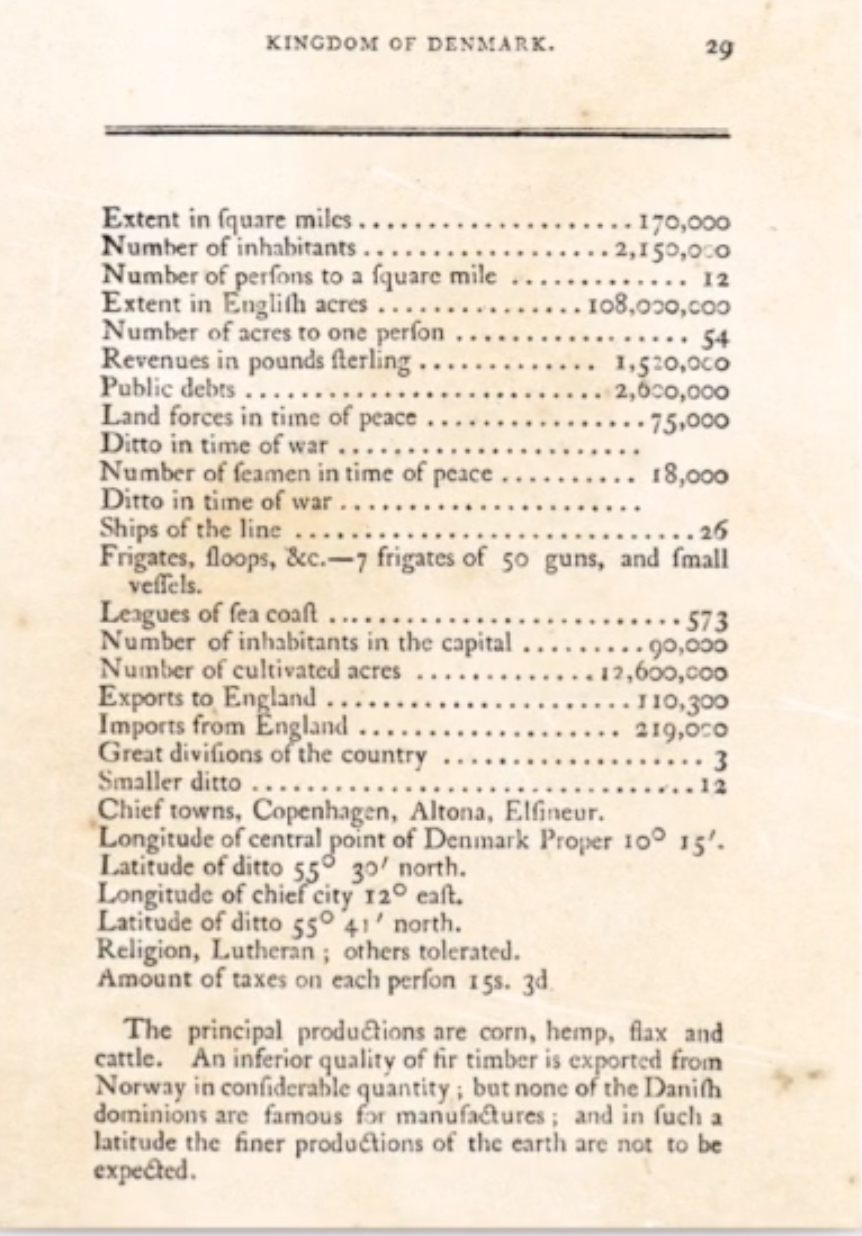 KINGDOM OF DENMARK. 29
Extent in ſquare miles . . . . . . . . . . . . . . . . . . . . 170,000
Number of inhabitants . . . . . . . . . . . . . . . . . 2,150,000
Number of perſons to a ſquare mile . . . . . . . . . . . . . 12
Extent in Engliſh acres . . . . . . . . . . . . . . . 108,000,000
Number of acres to one perſon . . . . . . . . . . . . . . . . . 54
Revenues in pounds ſterling . . . . . . . . . . . . . 1,520,000
Public debts . . . . . . . . . . . . . . . . . . . . . . . . . . 2,600,000
Land forces in time of peace . . . . . . . . . . . . . . . . 75,000
Ditto in time of war . . . . . . . . . . . . . . . . . . . . . .
Number of ſeamen in time of peace . . . . . . . . . . 18,000
Ditto in time of war . . . . . . . . . . . . . . . . . . . . . .
Ships of the line . . . . . . . . . . . . . . . . . . . . . . . . . . . . . 26
Frigates, ſloops, &c.—7 frigates of 50 guns, and ſmall
veſſels.
Leagues of ſea coaſt . . . . . . . . . . . . . . . . . . . . . . . . . . 573
Number of inhabitants in the capital . . . . . . . . . 90,000
Number of cultivated acres . . . . . . . . . . . . . 12,600,000
Exports to England . . . . . . . . . . . . . . . . . . . . . . 110,300
Imports from England . . . . . . . . . . . . . . . . . . . 219,000
Great diviſions of the country . . . . . . . . . . . . . . . . . . . 3
Smaller ditto . . . . . . . . . . . . . . . . . . . . . . . . . . . . . . . . 12
Chief towns, Copenhagen, Altona, Elſineur.
Longitude of central point of Denmark Proper 10° 15′.
Latitude of ditto 55° 30′ north.
Longitude of chief city 12° eaſt.
Latitude of ditto 55° 41′ north.
Religion, Lutheran ; others tolerated.
Amount of taxes on each perſon 15s. 3d
The principal productions are corn, hemp, flax and
cattle. An inferior quality of fir timber is exported from
Norway in conſiderable quantity ; but none of the Daniſh
dominions are famous for manufactures ; and in ſuch a
latitude the finer productions of the earth are not to be
expected.